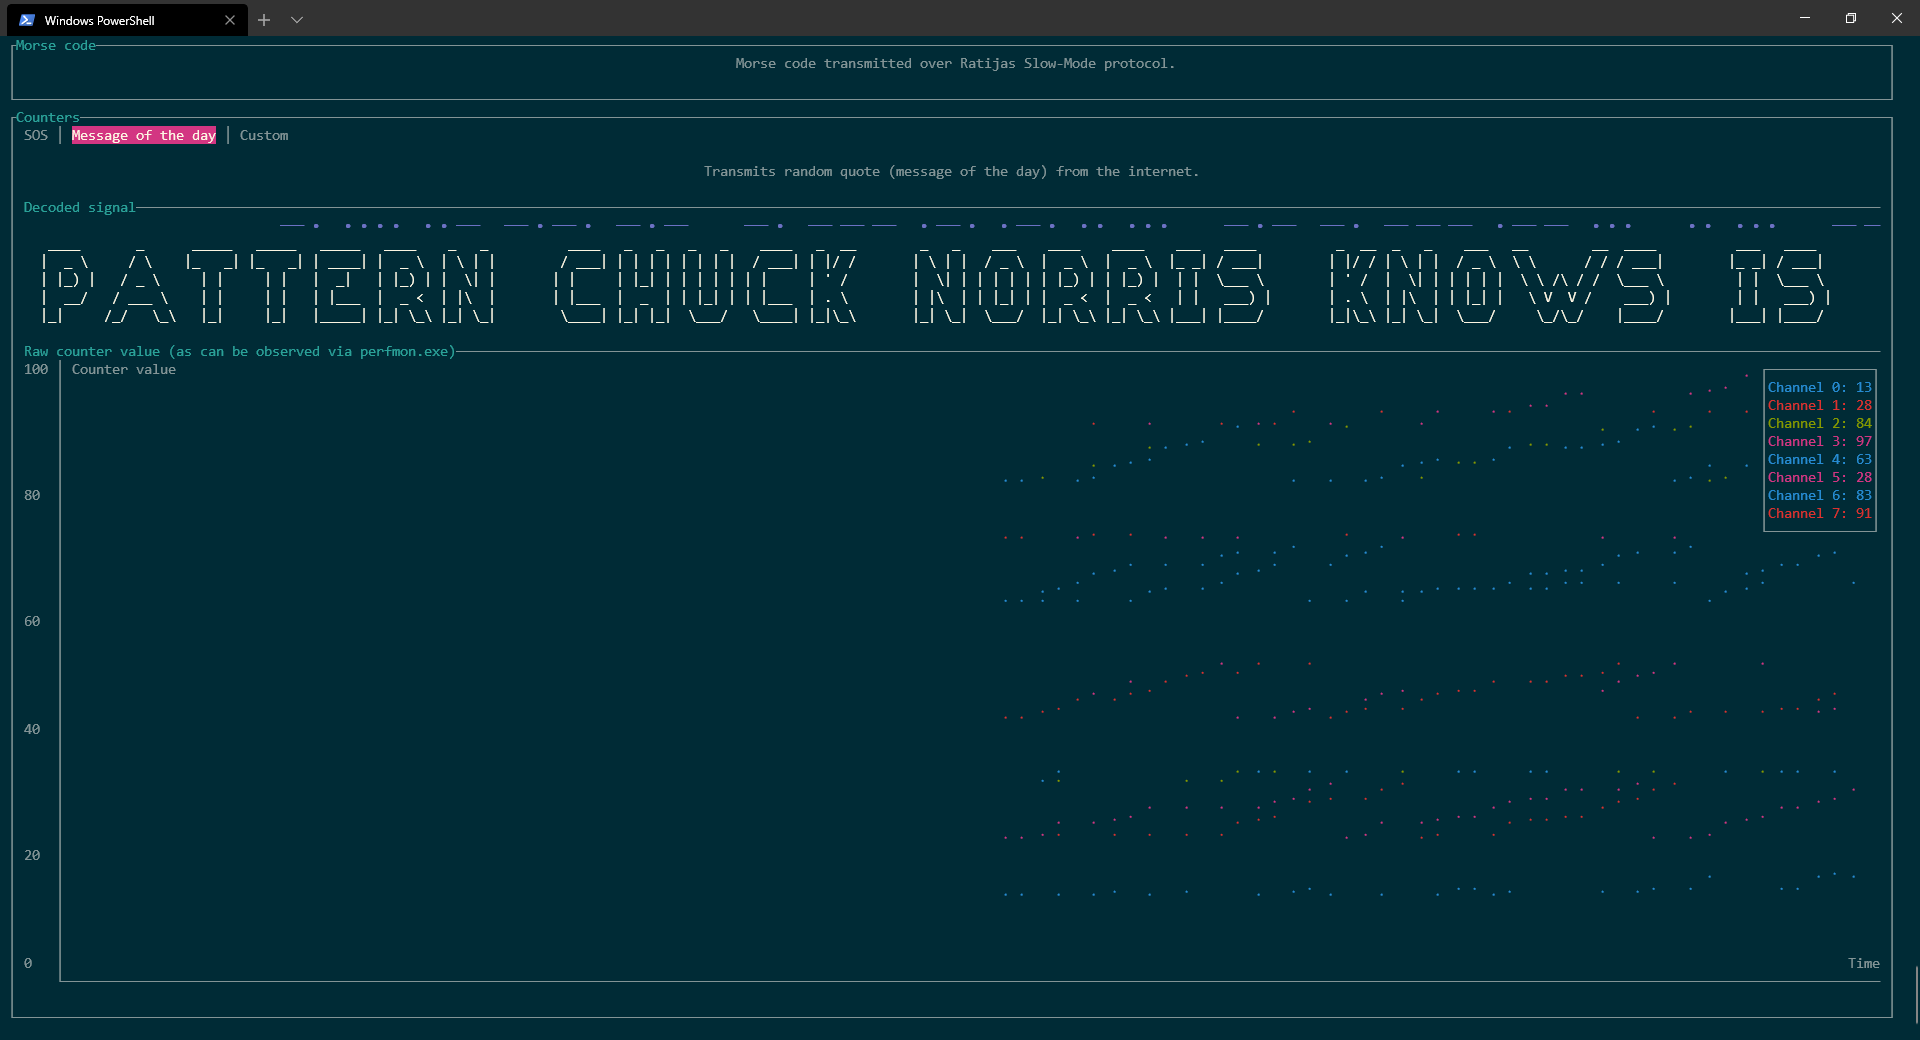 Windows PowerShell
Morse code
Morse code transmitted over Ratijas Slow-Mode protocol.
Counters
SOS │ Message of the day │ Custom
Transmits random quote (message of the day) from the internet.
Decoded signal
PATTERN CHUCK NORRIS KNOWS IS
Raw counter value (as can be observed via perfmon.exe)
100
Counter value
Channel 0: 13
Channel 1: 28
Channel 2: 84
Channel 3: 97
Channel 4: 63
Channel 5: 28
Channel 6: 83
Channel 7: 91
80
60
40
20
0
Time